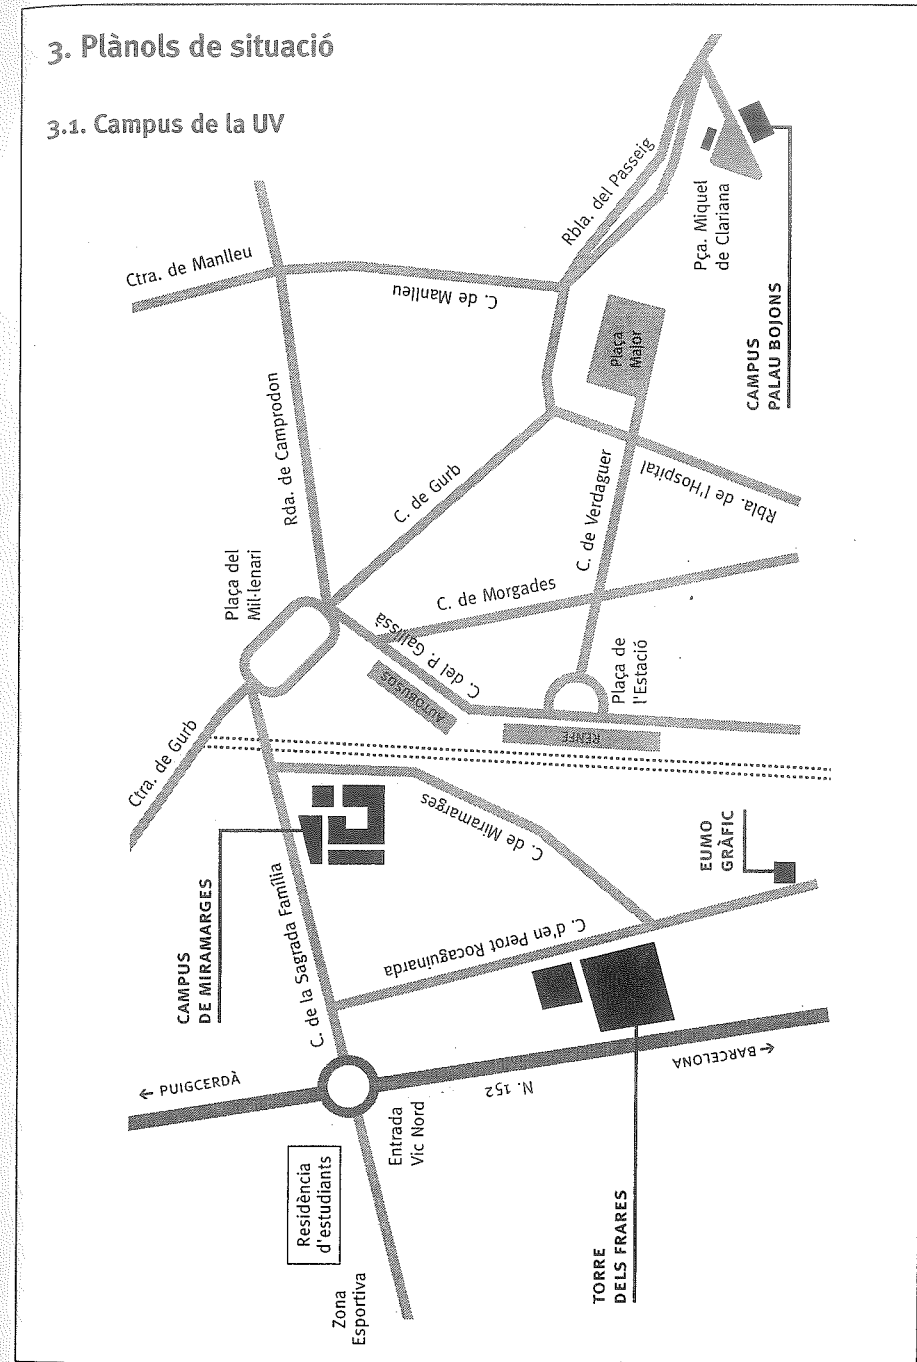 3. Plànols de situació
3.1. Campus de la UV
Ctra. de Manlleu
C. de Manlleu
Rbla. del Passeig
Pça. Miquel
de Clariana
CAMPUS
PALAU BOJONS
Plaça
Major
Rda. de Camprodon
C. de Gurb
C. de Verdaguer
Rbla. de l'Hospital
Plaça del
Mil·lenari
C. de Morgades
C. del P. Gallissà
AUTOBUSOS
Plaça de
l'Estació
RENFE
Ctra. de Gurb
C. de Miramarges
EUMO
GRÀFIC
CAMPUS
DE MIRAMARGES
C. de la Sagrada Família
C. d'en Perot Rocaguinarda
← PUIGCERDÀ
N. 152
← BARCELONA
Entrada
Vic Nord
Residència
d'estudiants
Zona
Esportiva
TORRE
DELS FRARES